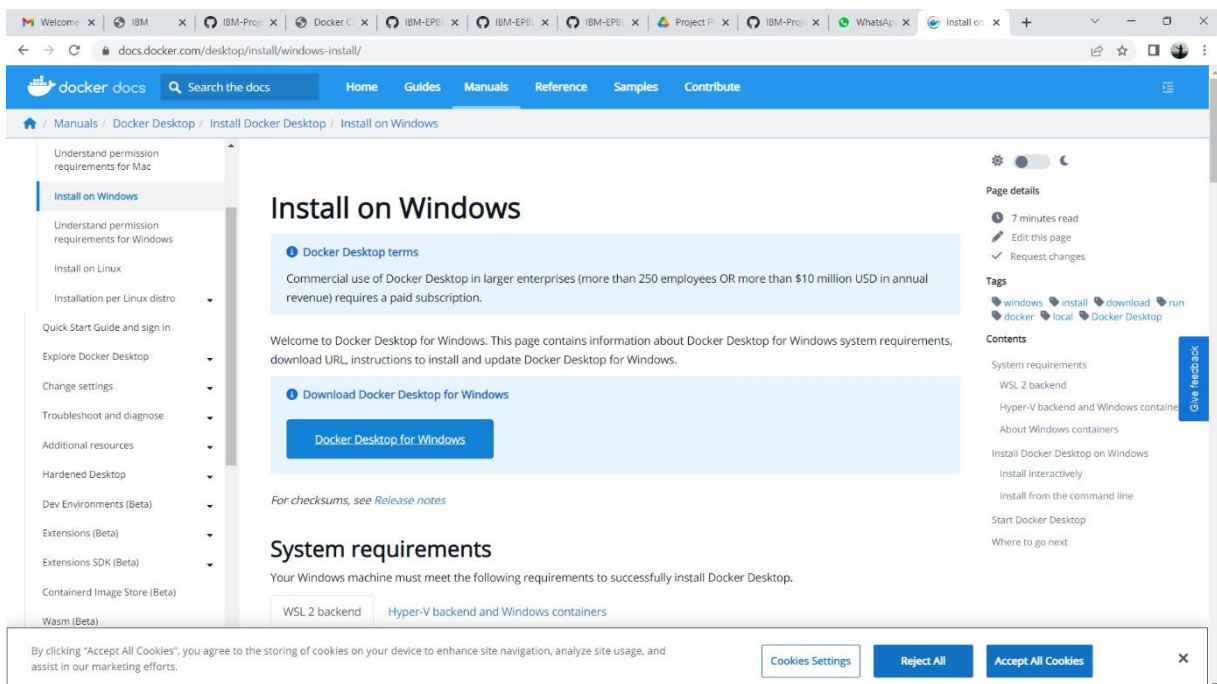 Welcome
IBM
IBM-Proj
Docker C
IBM-EPBL
IBM-EPBL
IBM-EPBL
Project Pl
IBM-Proj
WhatsAp
Install on
docs.docker.com/desktop/install/windows-install/
docker docs
Search the docs
Home Guides Manuals Reference Samples Contribute
/ Manuals / Docker Desktop / Install Docker Desktop / Install on Windows
Understand permission
requirements for Mac
Install on Windows
Understand permission
requirements for Windows
Install on Linux
Installation per Linux distro
Quick Start Guide and sign in
Explore Docker Desktop
Change settings
Troubleshoot and diagnose
Additional resources
Hardened Desktop
Dev Environments (Beta)
Extensions (Beta)
Extensions SDK (Beta)
Containerd Image Store (Beta)
Wasm (Beta)
Install on Windows
Docker Desktop terms
Commercial use of Docker Desktop in larger enterprises (more than 250 employees OR more than $10 million USD in annual
revenue) requires a paid subscription.
Welcome to Docker Desktop for Windows. This page contains information about Docker Desktop for Windows system requirements,
download URL, instructions to install and update Docker Desktop for Windows.
Download Docker Desktop for Windows
Docker Desktop for Windows
For checksums, see Release notes
System requirements
Your Windows machine must meet the following requirements to successfully install Docker Desktop.
WSL 2 backend Hyper-V backend and Windows containers
Page details
7 minutes read
Edit this page
Request changes
Tags
windows install download run
docker local Docker Desktop
Contents
System requirements
WSL 2 backend
Hyper-V backend and Windows containe
About Windows containers
Install Docker Desktop on Windows
Install interactively
Install from the command line
Start Docker Desktop
Where to go next
Give feedback
By clicking "Accept All Cookies", you agree to the storing of cookies on your device to enhance site navigation, analyze site usage, and
assist in our marketing efforts.
Cookies Settings
Reject All
Accept All Cookies